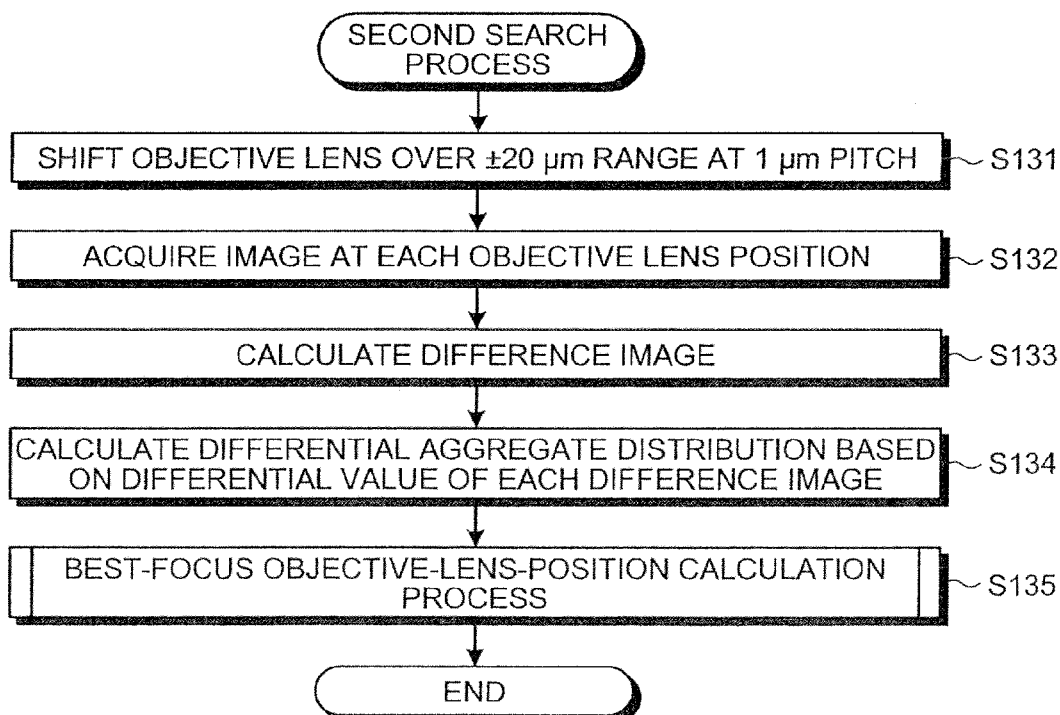 SECOND SEARCH
PROCESS
SHIFT OBJECTIVE LENS OVER ±20 µm RANGE AT 1 µm PITCH
S131
ACQUIRE IMAGE AT EACH OBJECTIVE LENS POSITION
S132
CALCULATE DIFFERENCE IMAGE
S133
CALCULATE DIFFERENTIAL AGGREGATE DISTRIBUTION BASED
ON DIFFERENTIAL VALUE OF EACH DIFFERENCE IMAGE
S134
BEST-FOCUS OBJECTIVE-LENS-POSITION CALCULATION
PROCESS
S135
END